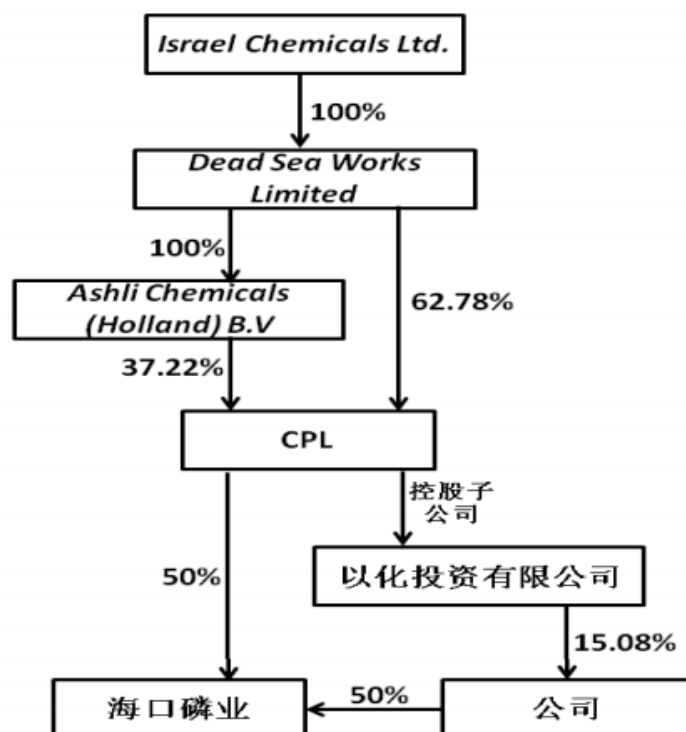 Israel Chemicals Ltd.
100%
Dead Sea Works
Limited
100%
62.78%
Ashli Chemicals
(Holland) B.V
37.22%
CPL
控股子
公司
50%
以化投资有限公司
15.08%
海口磷业
50%
公司